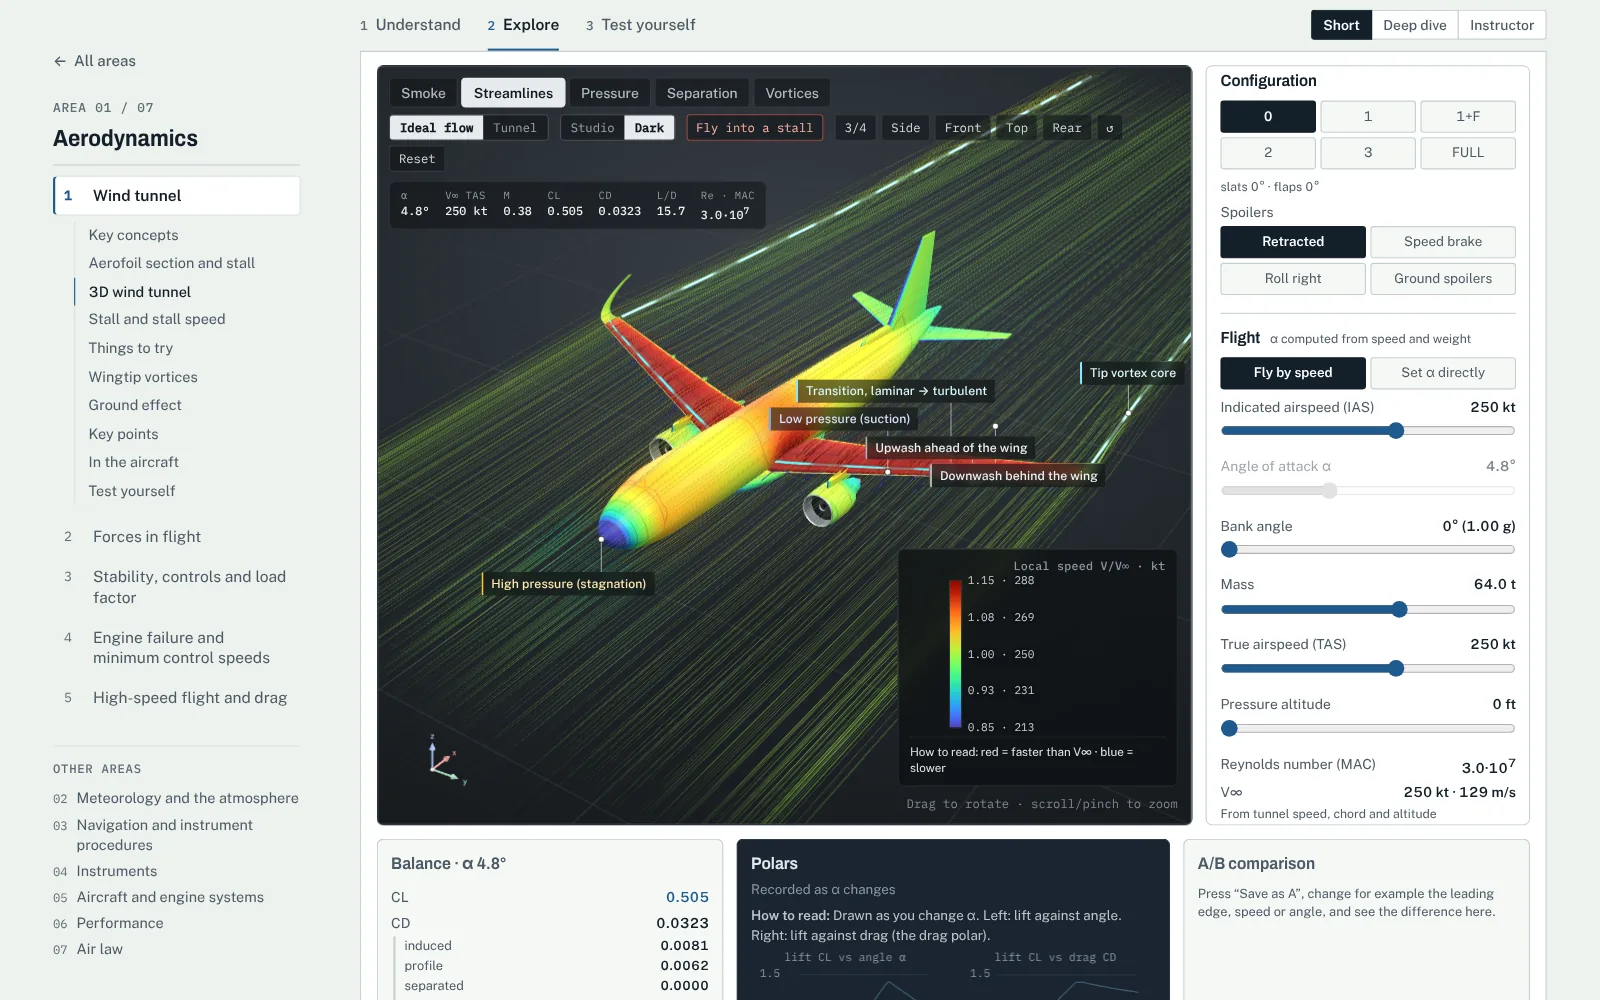 1 Understand
2 Explore
3 Test yourself
Short
Deep dive
Instructor
← All areas
AREA 01 / 07
Aerodynamics
1 Wind tunnel
Key concepts
Aerofoil section and stall
3D wind tunnel
Stall and stall speed
Things to try
Wingtip vortices
Ground effect
Key points
In the aircraft
Test yourself
2 Forces in flight
3 Stability, controls and load
factor
4 Engine failure and
minimum control speeds
5 High-speed flight and drag
OTHER AREAS
02 Meteorology and the atmosphere
03 Navigation and instrument
procedures
04 Instruments
05 Aircraft and engine systems
06 Performance
07 Air law
Smoke
Streamlines
Pressure
Separation
Vortices
Ideal flow
Tunnel
Studio
Dark
Fly into a stall
3/4
Side
Front
Top
Rear
↺
Reset
α V∞ TAS M CL CD L/D Re · MAC
4.8° 250 kt 0.38 0.505 0.0323 15.7 3.0·10⁷
Tip vortex core
Transition, laminar → turbulent
Low pressure (suction)
Upwash ahead of the wing
Downwash behind the wing
High pressure (stagnation)
Local speed V/V∞ · kt
1.15 · 288
1.08 · 269
1.00 · 250
0.93 · 231
0.85 · 213
How to read: red = faster than V∞ · blue =
slower
z
x
y
Drag to rotate · scroll/pinch to zoom
Configuration
0
1
1+F
2
3
FULL
slats 0° · flaps 0°
Spoilers
Retracted
Speed brake
Roll right
Ground spoilers
Flight α computed from speed and weight
Fly by speed
Set α directly
Indicated airspeed (IAS) 250 kt
Angle of attack α 4.8°
Bank angle 0° (1.00 g)
Mass 64.0 t
True airspeed (TAS) 250 kt
Pressure altitude 0 ft
Reynolds number (MAC) 3.0·10⁷
V∞ 250 kt · 129 m/s
From tunnel speed, chord and altitude
Balance · α 4.8°
CL 0.505
CD 0.0323
induced 0.0081
profile 0.0062
separated 0.0000
Polars
Recorded as α changes
How to read: Drawn as you change α. Left: lift against angle.
Right: lift against drag (the drag polar).
lift CL vs angle α
1.5
lift CL vs drag CD
1.5
A/B comparison
Press “Save as A”, change for example the leading
edge, speed or angle, and see the difference here.